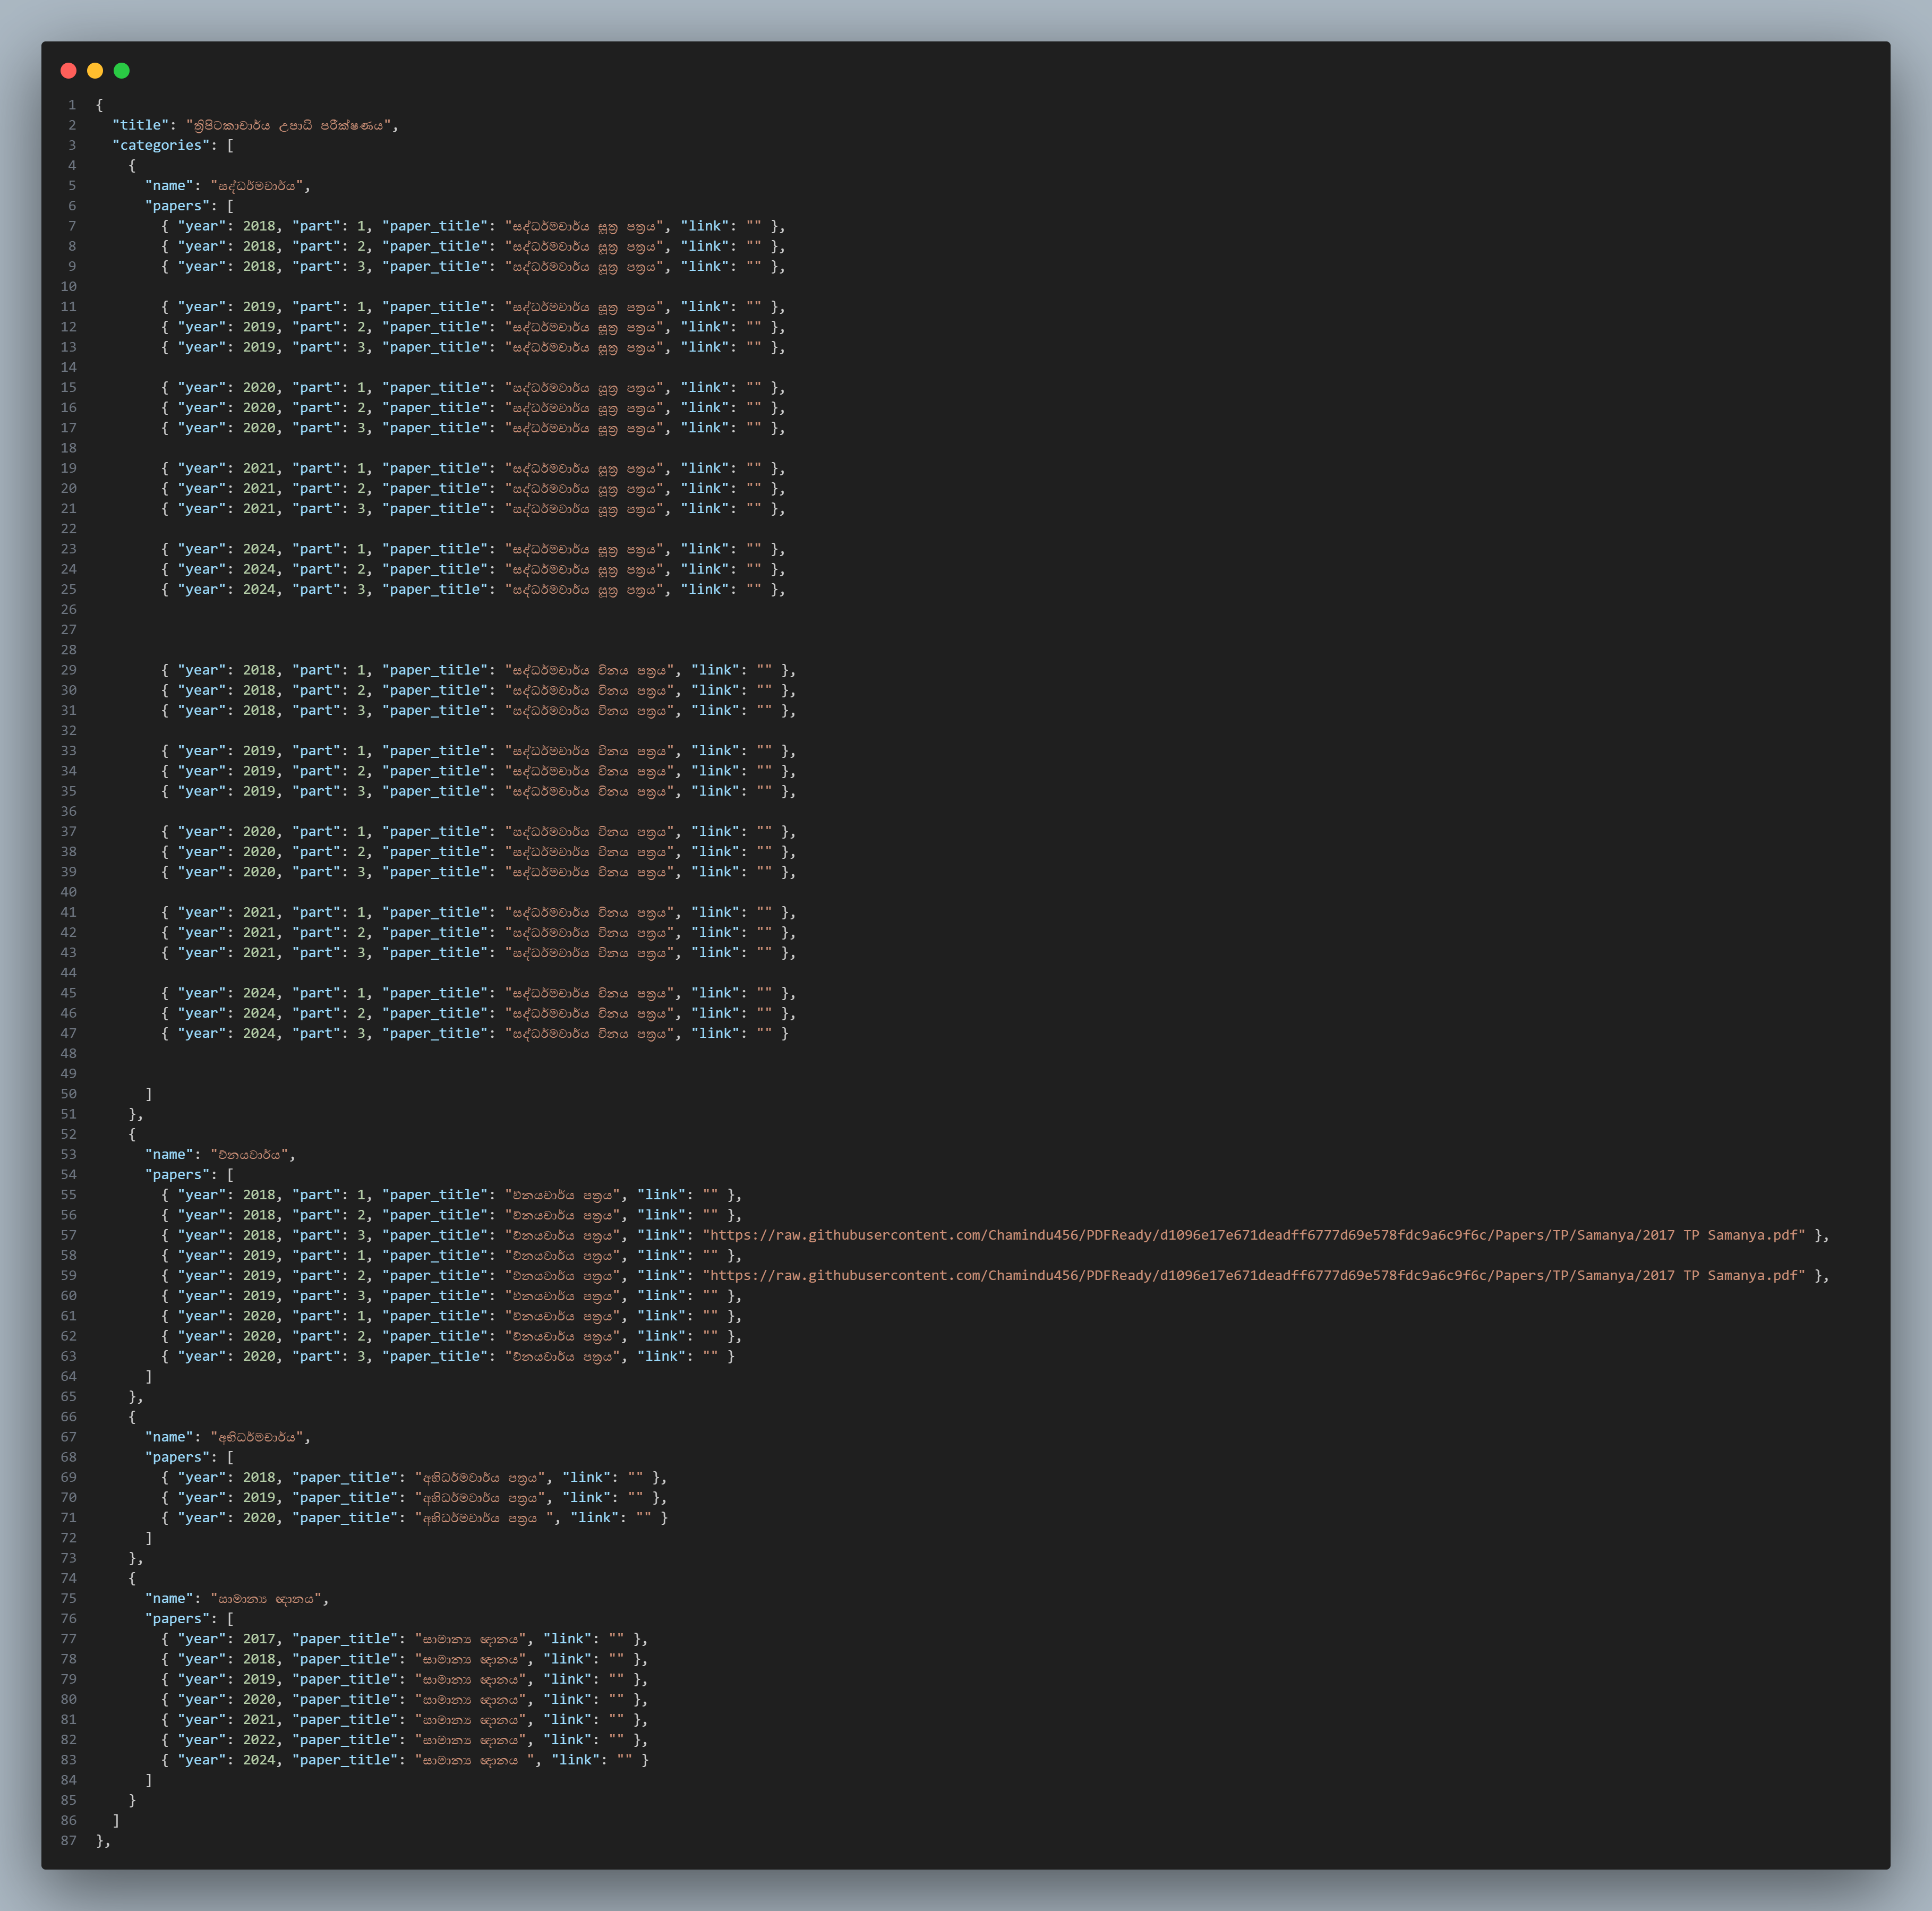 1 {
2 "title": "ත්‍රිපිටකාචාර්ය උපාධි පරීක්ෂණය",
3 "categories": [
4 {
5 "name": "සද්ධර්මචාර්ය",
6 "papers": [
7 { "year": 2018, "part": 1, "paper_title": "සද්ධර්මචාර්ය සූත්‍ර පත්‍රය", "link": "" },
8 { "year": 2018, "part": 2, "paper_title": "සද්ධර්මචාර්ය සූත්‍ර පත්‍රය", "link": "" },
9 { "year": 2018, "part": 3, "paper_title": "සද්ධර්මචාර්ය සූත්‍ර පත්‍රය", "link": "" },
10
11 { "year": 2019, "part": 1, "paper_title": "සද්ධර්මචාර්ය සූත්‍ර පත්‍රය", "link": "" },
12 { "year": 2019, "part": 2, "paper_title": "සද්ධර්මචාර්ය සූත්‍ර පත්‍රය", "link": "" },
13 { "year": 2019, "part": 3, "paper_title": "සද්ධර්මචාර්ය සූත්‍ර පත්‍රය", "link": "" },
14
15 { "year": 2020, "part": 1, "paper_title": "සද්ධර්මචාර්ය සූත්‍ර පත්‍රය", "link": "" },
16 { "year": 2020, "part": 2, "paper_title": "සද්ධර්මචාර්ය සූත්‍ර පත්‍රය", "link": "" },
17 { "year": 2020, "part": 3, "paper_title": "සද්ධර්මචාර්ය සූත්‍ර පත්‍රය", "link": "" },
18
19 { "year": 2021, "part": 1, "paper_title": "සද්ධර්මචාර්ය සූත්‍ර පත්‍රය", "link": "" },
20 { "year": 2021, "part": 2, "paper_title": "සද්ධර්මචාර්ය සූත්‍ර පත්‍රය", "link": "" },
21 { "year": 2021, "part": 3, "paper_title": "සද්ධර්මචාර්ය සූත්‍ර පත්‍රය", "link": "" },
22
23 { "year": 2024, "part": 1, "paper_title": "සද්ධර්මචාර්ය සූත්‍ර පත්‍රය", "link": "" },
24 { "year": 2024, "part": 2, "paper_title": "සද්ධර්මචාර්ය සූත්‍ර පත්‍රය", "link": "" },
25 { "year": 2024, "part": 3, "paper_title": "සද්ධර්මචාර්ය සූත්‍ර පත්‍රය", "link": "" },
26
27
28
29 { "year": 2018, "part": 1, "paper_title": "සද්ධර්මචාර්ය විනය පත්‍රය", "link": "" },
30 { "year": 2018, "part": 2, "paper_title": "සද්ධර්මචාර්ය විනය පත්‍රය", "link": "" },
31 { "year": 2018, "part": 3, "paper_title": "සද්ධර්මචාර්ය විනය පත්‍රය", "link": "" },
32
33 { "year": 2019, "part": 1, "paper_title": "සද්ධර්මචාර්ය විනය පත්‍රය", "link": "" },
34 { "year": 2019, "part": 2, "paper_title": "සද්ධර්මචාර්ය විනය පත්‍රය", "link": "" },
35 { "year": 2019, "part": 3, "paper_title": "සද්ධර්මචාර්ය විනය පත්‍රය", "link": "" },
36
37 { "year": 2020, "part": 1, "paper_title": "සද්ධර්මචාර්ය විනය පත්‍රය", "link": "" },
38 { "year": 2020, "part": 2, "paper_title": "සද්ධර්මචාර්ය විනය පත්‍රය", "link": "" },
39 { "year": 2020, "part": 3, "paper_title": "සද්ධර්මචාර්ය විනය පත්‍රය", "link": "" },
40
41 { "year": 2021, "part": 1, "paper_title": "සද්ධර්මචාර්ය විනය පත්‍රය", "link": "" },
42 { "year": 2021, "part": 2, "paper_title": "සද්ධර්මචාර්ය විනය පත්‍රය", "link": "" },
43 { "year": 2021, "part": 3, "paper_title": "සද්ධර්මචාර්ය විනය පත්‍රය", "link": "" },
44
45 { "year": 2024, "part": 1, "paper_title": "සද්ධර්මචාර්ය විනය පත්‍රය", "link": "" },
46 { "year": 2024, "part": 2, "paper_title": "සද්ධර්මචාර්ය විනය පත්‍රය", "link": "" },
47 { "year": 2024, "part": 3, "paper_title": "සද්ධර්මචාර්ය විනය පත්‍රය", "link": "" }
48
49
50 ]
51 },
52 {
53 "name": "විනයචාර්ය",
54 "papers": [
55 { "year": 2018, "part": 1, "paper_title": "විනයචාර්ය පත්‍රය", "link": "" },
56 { "year": 2018, "part": 2, "paper_title": "විනයචාර්ය පත්‍රය", "link": "" },
57 { "year": 2018, "part": 3, "paper_title": "විනයචාර්ය පත්‍රය", "link": "https://raw.githubusercontent.com/Chamindu456/PDFReady/d1096e17e671deadff6777d69e578fdc9a6c9f6c/Papers/TP/Samanya/2017 TP Samanya.pdf" },
58 { "year": 2019, "part": 1, "paper_title": "විනයචාර්ය පත්‍රය", "link": "" },
59 { "year": 2019, "part": 2, "paper_title": "විනයචාර්ය පත්‍රය", "link": "https://raw.githubusercontent.com/Chamindu456/PDFReady/d1096e17e671deadff6777d69e578fdc9a6c9f6c/Papers/TP/Samanya/2017 TP Samanya.pdf" },
60 { "year": 2019, "part": 3, "paper_title": "විනයචාර්ය පත්‍රය", "link": "" },
61 { "year": 2020, "part": 1, "paper_title": "විනයචාර්ය පත්‍රය", "link": "" },
62 { "year": 2020, "part": 2, "paper_title": "විනයචාර්ය පත්‍රය", "link": "" },
63 { "year": 2020, "part": 3, "paper_title": "විනයචාර්ය පත්‍රය", "link": "" }
64 ]
65 },
66 {
67 "name": "අභිධර්මචාර්ය",
68 "papers": [
69 { "year": 2018, "paper_title": "අභිධර්මචාර්ය පත්‍රය", "link": "" },
70 { "year": 2019, "paper_title": "අභිධර්මචාර්ය පත්‍රය", "link": "" },
71 { "year": 2020, "paper_title": "අභිධර්මචාර්ය පත්‍රය ", "link": "" }
72 ]
73 },
74 {
75 "name": "සාමාන්‍ය ඥානය",
76 "papers": [
77 { "year": 2017, "paper_title": "සාමාන්‍ය ඥානය", "link": "" },
78 { "year": 2018, "paper_title": "සාමාන්‍ය ඥානය", "link": "" },
79 { "year": 2019, "paper_title": "සාමාන්‍ය ඥානය", "link": "" },
80 { "year": 2020, "paper_title": "සාමාන්‍ය ඥානය", "link": "" },
81 { "year": 2021, "paper_title": "සාමාන්‍ය ඥානය", "link": "" },
82 { "year": 2022, "paper_title": "සාමාන්‍ය ඥානය", "link": "" },
83 { "year": 2024, "paper_title": "සාමාන්‍ය ඥානය ", "link": "" }
84 ]
85 }
86 ]
87 },